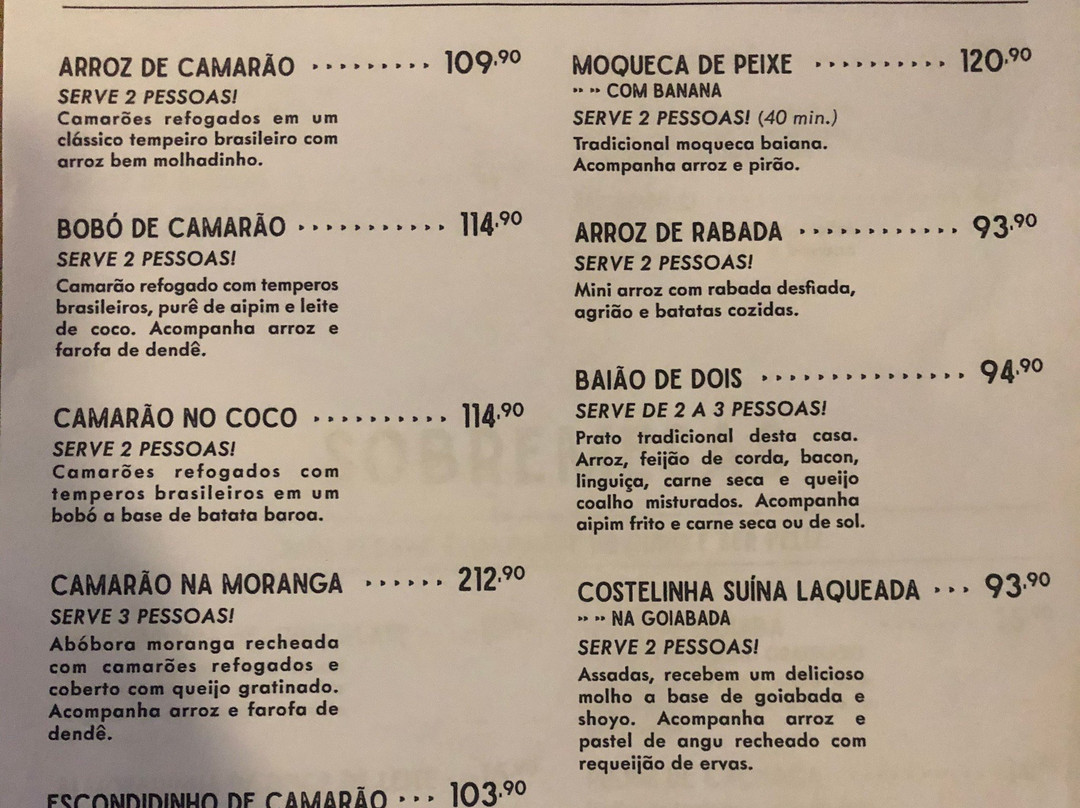 ARROZ DE CAMARÃO ········· 109,90
SERVE 2 PESSOAS!
Camarões refogados em um
clássico tempeiro brasileiro com
arroz bem molhadinho.
BOBÓ DE CAMARÃO ··········· 114,90
SERVE 2 PESSOAS!
Camarão refogado com temperos
brasileiros, purê de aipim e leite
de coco. Acompanha arroz e
farofa de dendê.
CAMARÃO NO COCO ·········· 114,90
SERVE 2 PESSOAS!
Camarões refogados com
temperos brasileiros em um
bobó a base de batata baroa.
CAMARÃO NA MORANGA ······ 212,90
SERVE 3 PESSOAS!
Abóbora moranga recheada
com camarões refogados e
coberto com queijo gratinado.
Acompanha arroz e farofa de
dendê.
ESCONDIDINHO DE CAMARÃO ··· 103,90
MOQUECA DE PEIXE ·········· 120,90
»» »» COM BANANA
SERVE 2 PESSOAS! (40 min.)
Tradicional moqueca baiana.
Acompanha arroz e pirão.
ARROZ DE RABADA ············ 93,90
SERVE 2 PESSOAS!
Mini arroz com rabada desfiada,
agrião e batatas cozidas.
BAIÃO DE DOIS ··············· 94,90
SERVE DE 2 A 3 PESSOAS!
Prato tradicional desta casa.
Arroz, feijão de corda, bacon,
linguiça, carne seca e queijo
coalho misturados. Acompanha
aipim frito e carne seca ou de sol.
COSTELINHA SUÍNA LAQUEADA ··· 93,90
»» »» NA GOIABADA
SERVE 2 PESSOAS!
Assadas, recebem um delicioso
molho a base de goiabada e
shoyo. Acompanha arroz e
pastel de angu recheado com
requeijão de ervas.